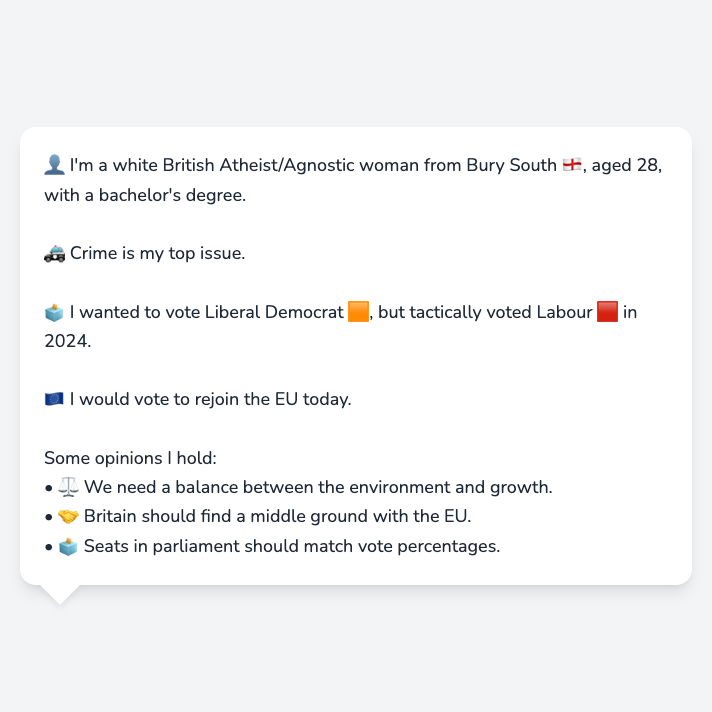 👤 I'm a white British Atheist/Agnostic woman from Bury South 🏴󠁧󠁢󠁥󠁮󠁧󠁿, aged 28,
with a bachelor's degree.
🚓 Crime is my top issue.
🗳️ I wanted to vote Liberal Democrat 🟧, but tactically voted Labour 🟥 in
2024.
🇪🇺 I would vote to rejoin the EU today.
Some opinions I hold:
• ⚖️ We need a balance between the environment and growth.
• 🤝 Britain should find a middle ground with the EU.
• 🗳️ Seats in parliament should match vote percentages.